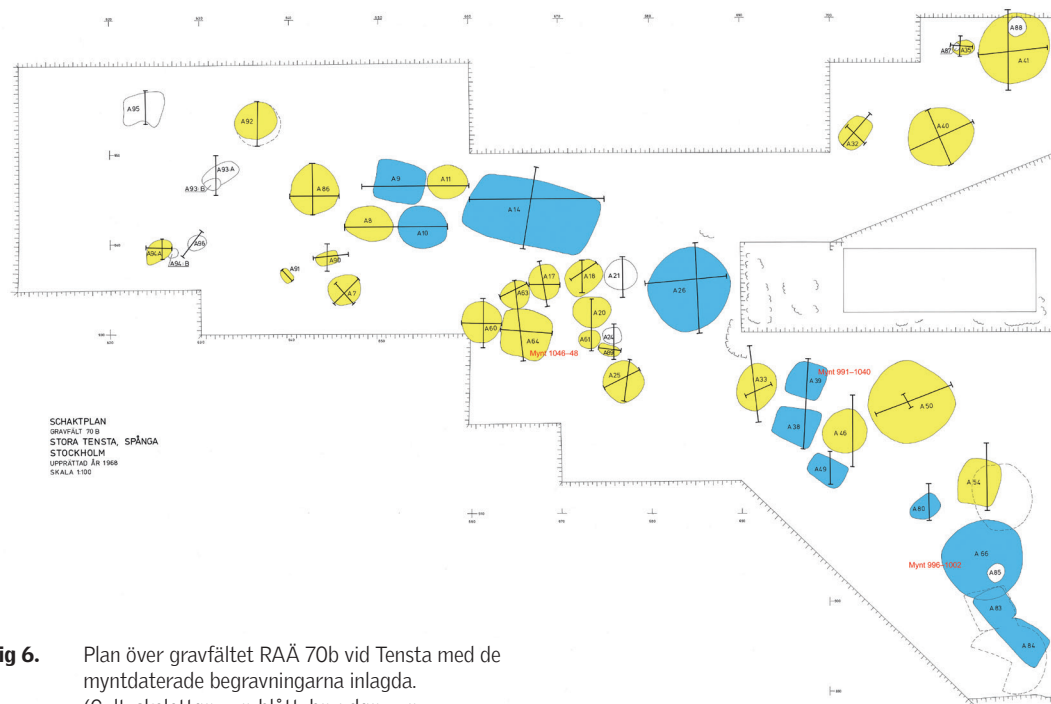 A88
A87
A35
A41
A95
A92
A40
A32
A93-A
A93-B
A86
A9
A11
A14
A8
A10
A96
A94A
A94-B
A90
A91
A7
A63
A17
A18
A21
A26
A20
A60
A64
A61
A24
Mynt 1046–48
A25
A33
A39
Mynt 991–1040
A38
A46
A50
A49
A54
A80
A66
Mynt 996–1002
A85
A83
A84
SCHAKTPLAN
GRAVFÄLT 70 B
STORA TENSTA, SPÅNGA
STOCKHOLM
UPPRÄTTAD ÅR 1968
SKALA 1:100
ig 6. Plan över gravfältet RAÄ 70b vid Tensta med de
myntdaterade begravningarna inlagda.